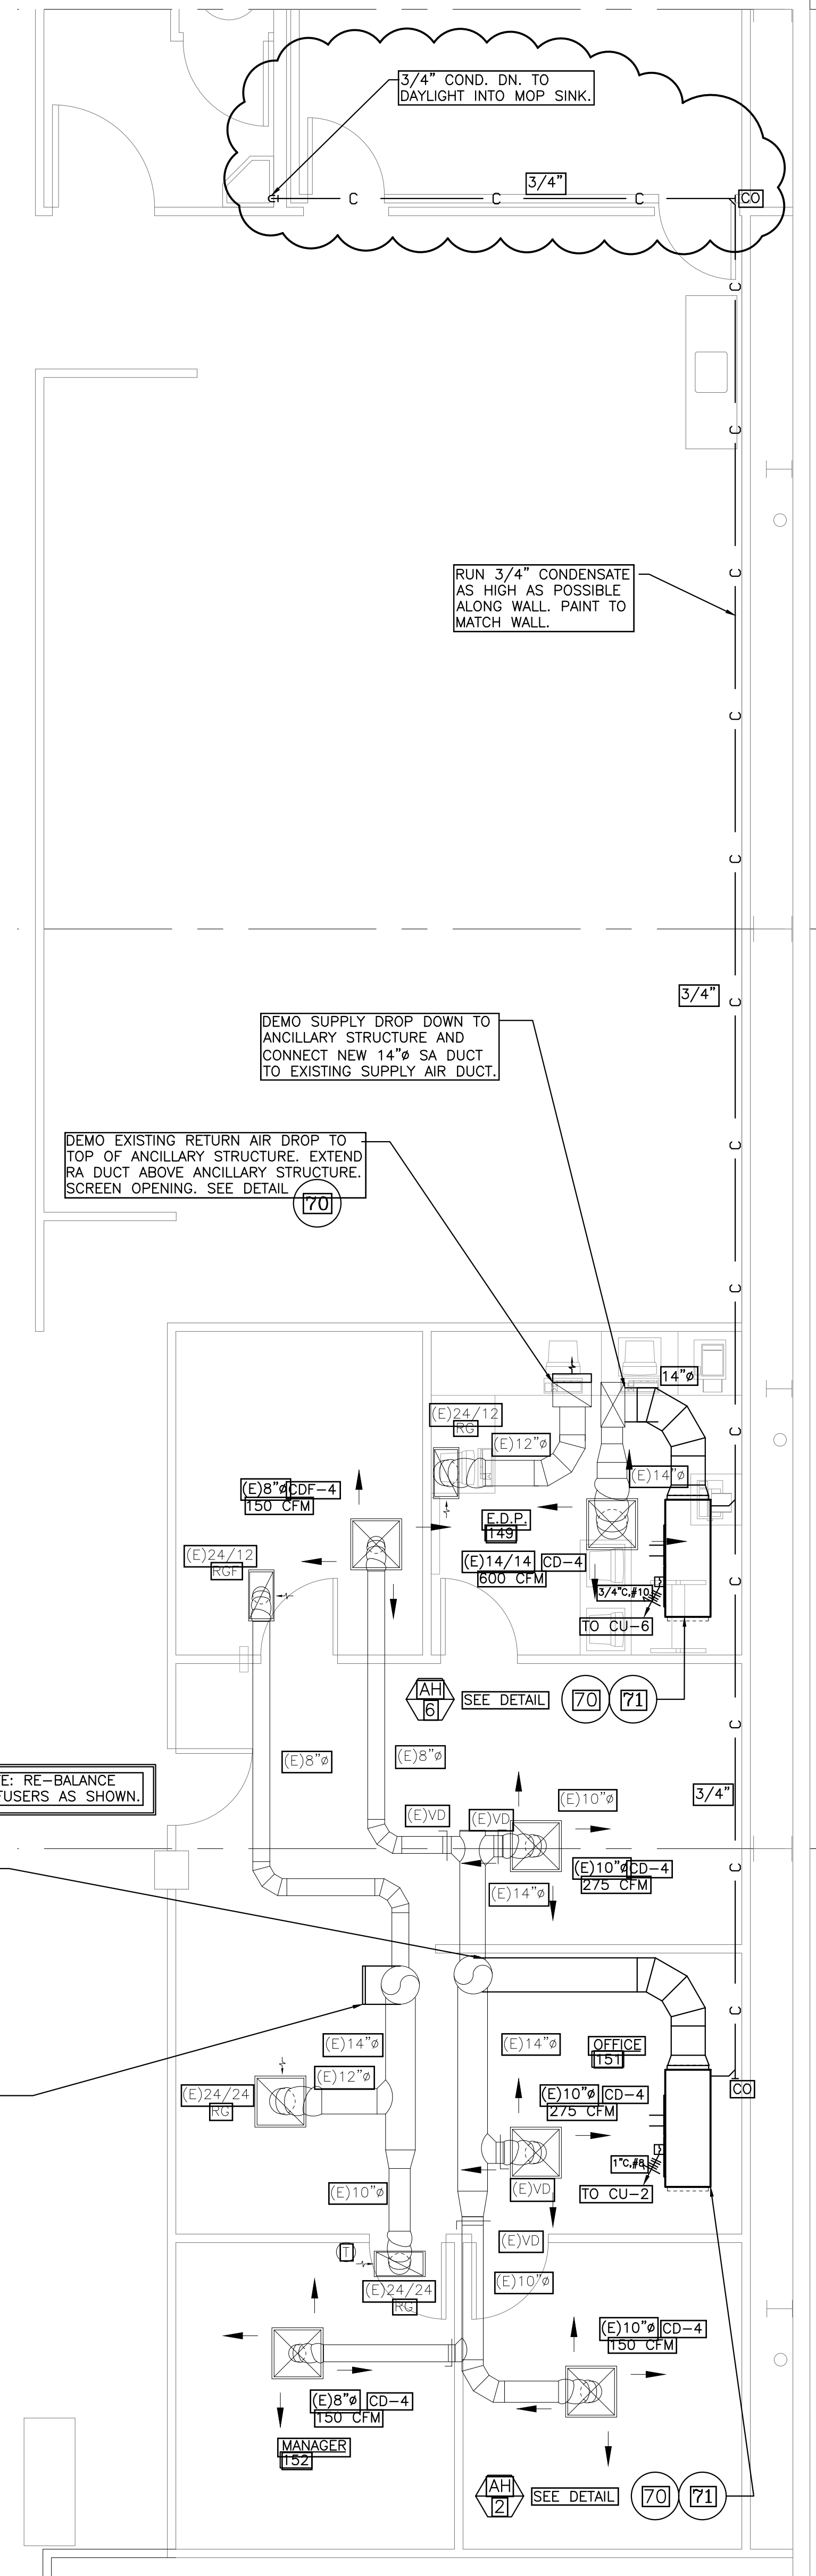 3/4" COND. DN. TO
DAYLIGHT INTO MOP SINK.
3/4"
C
C
C
CO
C
C
RUN 3/4" CONDENSATE
AS HIGH AS POSSIBLE
ALONG WALL. PAINT TO
MATCH WALL.
C
C
C
3/4"
C
DEMO SUPPLY DROP DOWN TO
ANCILLARY STRUCTURE AND
CONNECT NEW 14"ø SA DUCT
TO EXISTING SUPPLY AIR DUCT.
C
DEMO EXISTING RETURN AIR DROP TO
TOP OF ANCILLARY STRUCTURE. EXTEND
RA DUCT ABOVE ANCILLARY STRUCTURE.
SCREEN OPENING. SEE DETAIL
70
C
14"ø
(E)24/12
RG
(E)12"ø
C
(E)14"ø
(E)8"ø CDF-4
150 CFM
E.D.P.
149
(E)24/12
RGF
(E)14/14 CD-4
600 CFM
C
3/4"C,#10
TO CU-6
AH
6
SEE DETAIL
70
71
C
(E)8"ø
(E)8"ø
TE: RE-BALANCE
FUSERS AS SHOWN.
3/4"
(E)10"ø
(E)VD
(E)VD
(E)10"ø CD-4
275 CFM
C
(E)14"ø
C
(E)14"ø
(E)14"ø
OFFICE
151
(E)12"ø
(E)24/24
RG
(E)10"ø CD-4
275 CFM
CO
1"C,#8
TO CU-2
(E)10"ø
(E)VD
(E)VD
T
(E)10"ø
(E)24/24
RG
(E)10"ø CD-4
150 CFM
(E)8"ø CD-4
150 CFM
MANAGER
152
AH
2
SEE DETAIL
70
71